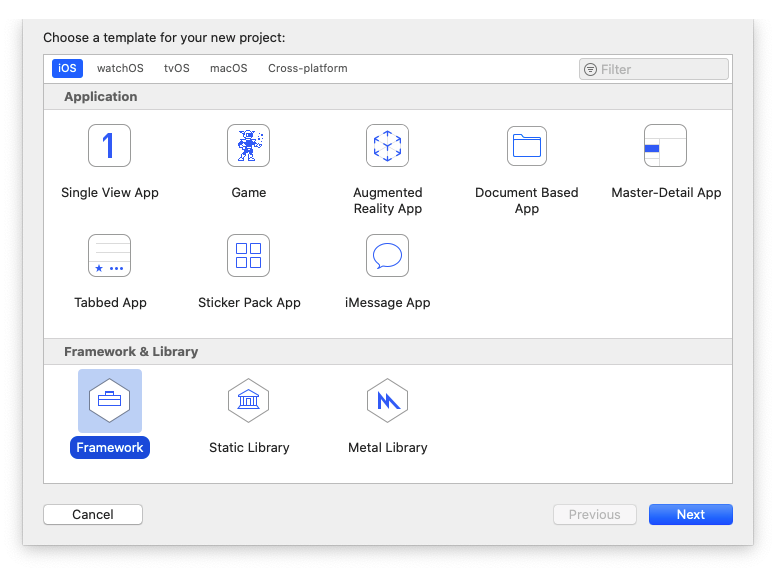 Choose a template for your new project:
iOS watchOS tvOS macOS Cross-platform Filter
Application
1
Single View App Game Augmented Reality App Document Based App Master-Detail App
Tabbed App Sticker Pack App iMessage App
Framework & Library
Framework Static Library Metal Library
Cancel Previous Next